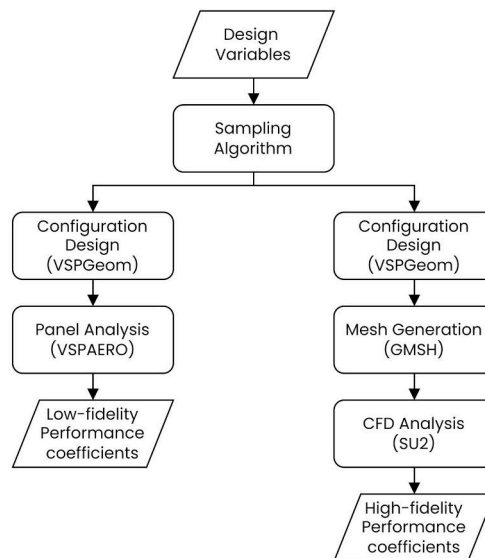 Design
Variables
Sampling
Algorithm
Configuration
Design
(VSPGeom)
Panel Analysis
(VSPAERO)
Low-fidelity
Performance
coefficients
Configuration
Design
(VSPGeom)
Mesh Generation
(GMSH)
CFD Analysis
(SU2)
High-fidelity
Performance
coefficients